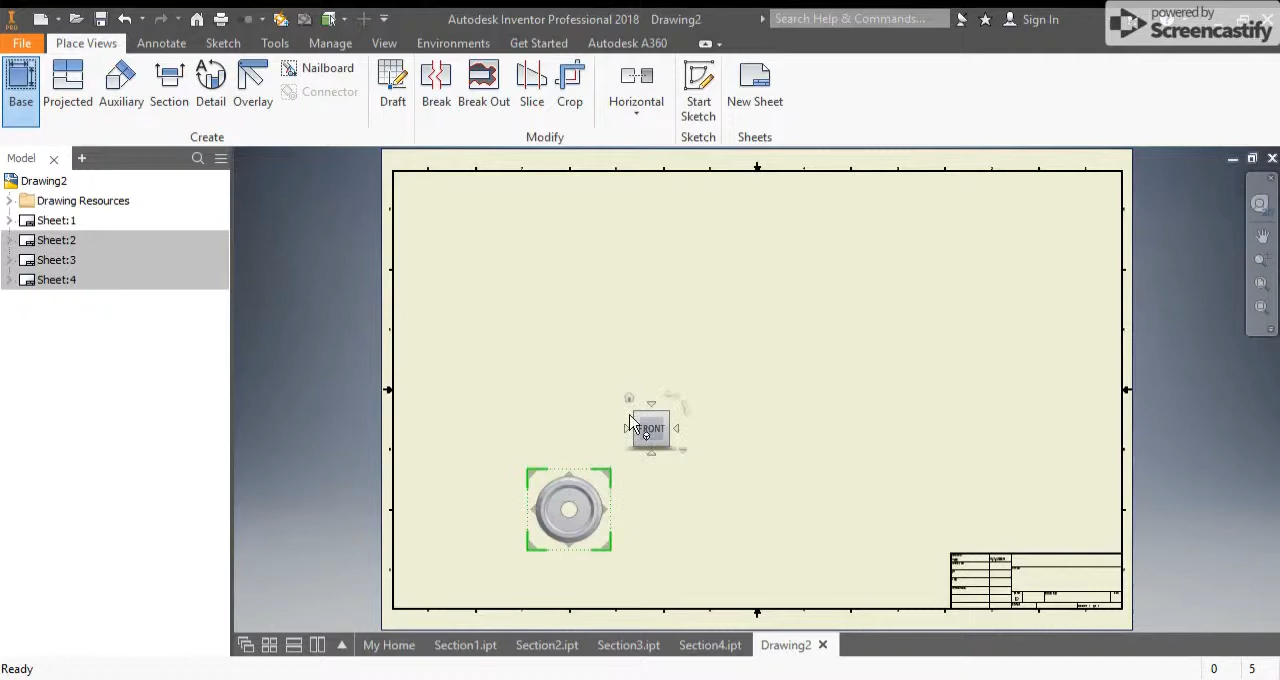 Autodesk Inventor Professional 2018 Drawing2
Search Help & Commands...
Sign In
powered by
Screencastify
PRO
File Place Views Annotate Sketch Tools Manage View Environments Get Started Autodesk A360
Base Projected Auxiliary Section Detail Overlay
Nailboard
Connector
Draft Break Break Out Slice Crop Horizontal
Start
Sketch
New Sheet
Create Modify Sketch Sheets
Model
Drawing2
Drawing Resources
Sheet:1
Sheet:2
Sheet:3
Sheet:4
FRONT
My Home Section1.ipt Section2.ipt Section3.ipt Section4.ipt Drawing2
Ready 0 5